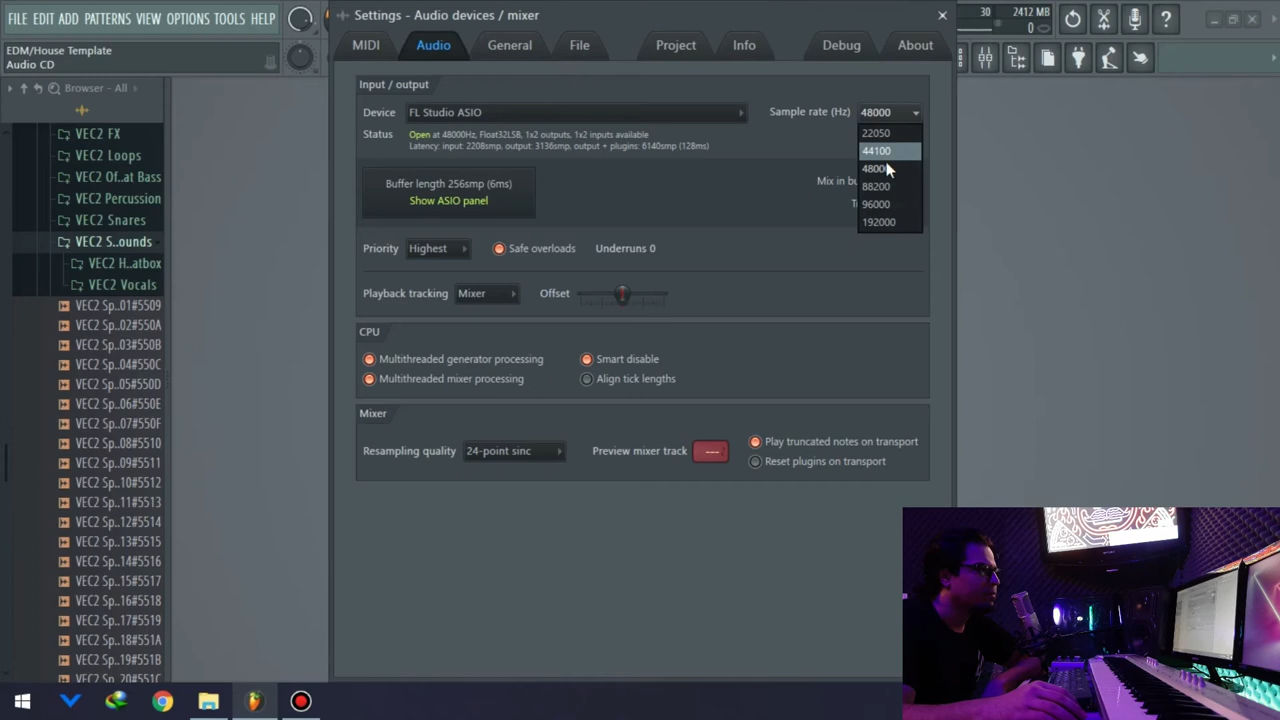 FILE EDIT ADD PATTERNS VIEW OPTIONS TOOLS HELP
EDM/House Template
Audio CD
Browser - All
VEC2 FX
VEC2 Loops
VEC2 Of..at Bass
VEC2 Percussion
VEC2 Snares
VEC2 S..ounds
VEC2 H..atbox
VEC2 Vocals
VEC2 Sp..01#5509
VEC2 Sp..02#550A
VEC2 Sp..03#550B
VEC2 Sp..04#550C
VEC2 Sp..05#550D
VEC2 Sp..06#550E
VEC2 Sp..07#550F
VEC2 Sp..08#5510
VEC2 Sp..09#5511
VEC2 Sp..10#5512
VEC2 Sp..11#5513
VEC2 Sp..12#5514
VEC2 Sp..13#5515
VEC2 Sp..14#5516
VEC2 Sp..15#5517
VEC2 Sp..16#5518
VEC2 Sp..17#5519
VEC2 Sp..18#551A
VEC2 Sp..19#551B
VEC2 Sp..20#551C
Settings - Audio devices / mixer
MIDI Audio General File Project Info Debug About
Input / output
Device FL Studio ASIO Sample rate (Hz) 48000
Status Open at 48000Hz, Float32LSB, 1x2 outputs, 1x2 inputs available
Latency: input: 2208smp, output: 3136smp, output + plugins: 6140smp (128ms)
22050
44100
48000
88200
96000
192000
Buffer length 256smp (6ms)
Show ASIO panel
Mix in bu
Priority Highest Safe overloads Underruns 0
Playback tracking Mixer Offset
CPU
Multithreaded generator processing Smart disable
Multithreaded mixer processing Align tick lengths
Mixer
Resampling quality 24-point sinc Preview mixer track --- Play truncated notes on transport
Reset plugins on transport
30 2412 MB
0